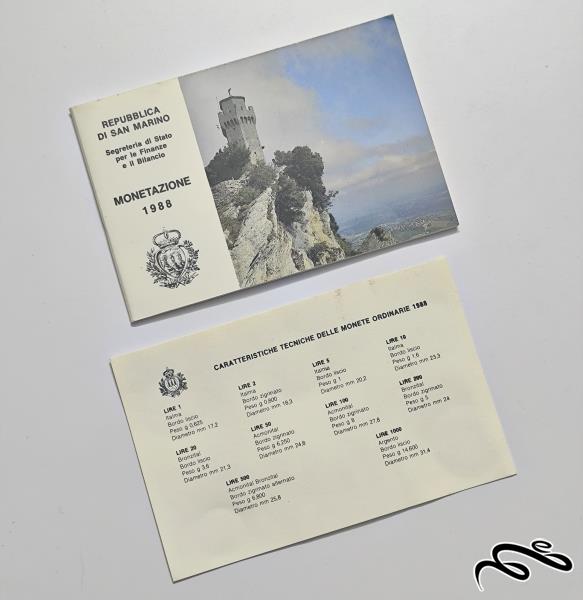 REPUBBLICA
DI SAN MARINO
Segreteria di Stato
per le Finanze
e il Bilancio
MONETAZIONE
1988
CARATTERISTICHE TECNICHE DELLE MONETE ORDINARIE 1988
LIRE 1
Italma
Bordo liscio
Peso g 0,625
Diametro mm 17,2
LIRE 2
Italma
Bordo zigrinato
Peso g 0,800
Diametro mm 18,3
LIRE 5
Italma
Bordo liscio
Peso g 1
Diametro mm 20,2
LIRE 10
Italma
Bordo liscio
Peso g 1,6
Diametro mm 23,3
LIRE 20
Bronzital
Bordo liscio
Peso g 3,6
Diametro mm 21,3
LIRE 50
Acmonital
Bordo zigrinato
Peso g 6,250
Diametro mm 24,8
LIRE 100
Acmonital
Bordo zigrinato
Peso g 8
Diametro mm 27,8
LIRE 200
Bronzital
Bordo zigrinato
Peso g 5
Diametro mm 24
LIRE 500
Acmonital Bronzital
Bordo zigrinato alternato
Peso g 6,800
Diametro mm 25,8
LIRE 1000
Argento
Bordo liscio
Peso g 14,600
Diametro mm 31,4